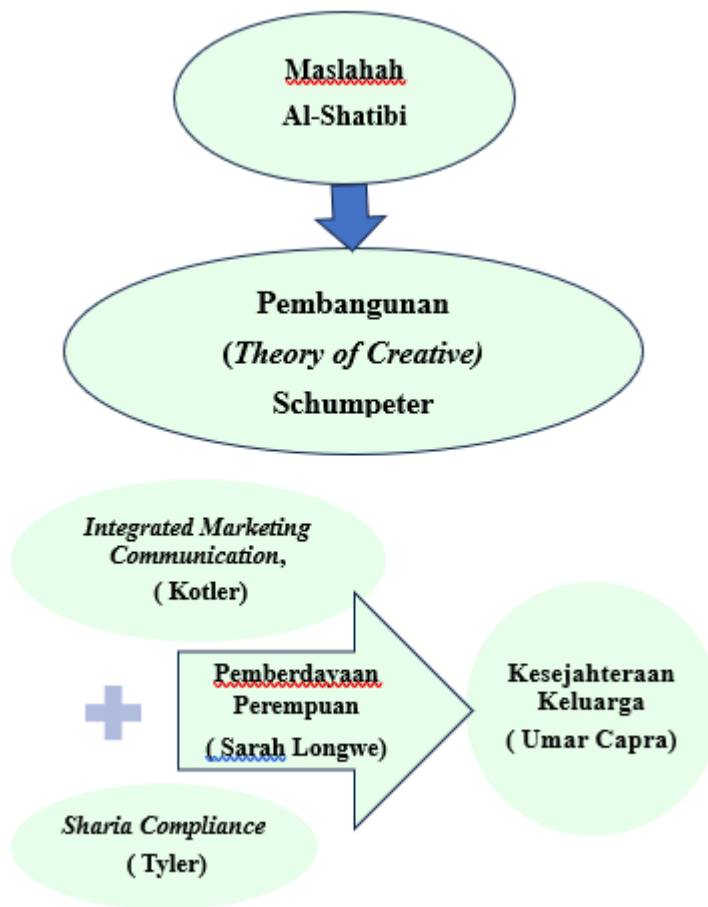 Maslahah
Al-Shatibi
Pembangunan
(Theory of Creative)
Schumpeter
Integrated Marketing
Communication,
( Kotler)
Pemberdayaan
Perempuan
( Sarah Longwe)
Kesejahteraan
Keluarga
( Umar Capra)
Sharia Compliance
( Tyler)